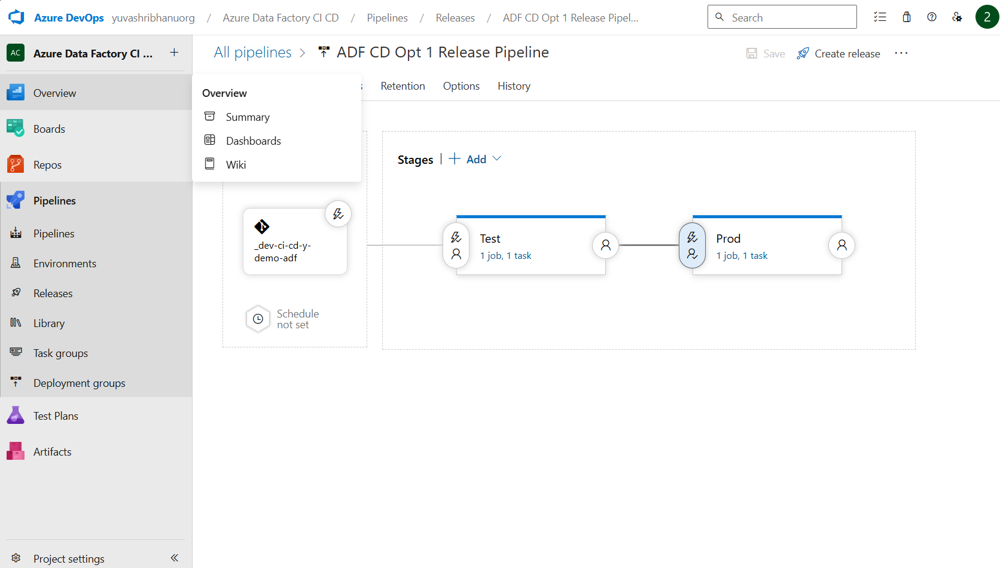 Azure DevOps yuvashribhanuorg / Azure Data Factory CI CD / Pipelines / Releases / ADF CD Opt 1 Release Pipel... Search 2
AC Azure Data Factory CI ... +
All pipelines > ADF CD Opt 1 Release Pipeline Save Create release ...
Overview
Boards
Repos
Pipelines
Pipelines
Environments
Releases
Library
Task groups
Deployment groups
Test Plans
Artifacts
Project settings «
Overview
Summary
Dashboards
Wiki
s Retention Options History
Stages | + Add
_dev-ci-cd-y-
demo-adf
Schedule
not set
Test
1 job, 1 task
Prod
1 job, 1 task